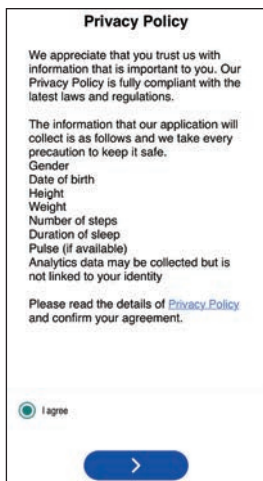 Privacy Policy
We appreciate that you trust us with
information that is important to you. Our
Privacy Policy is fully compliant with the
latest laws and regulations.
The information that our application will
collect is as follows and we take every
precaution to keep it safe.
Gender
Date of birth
Height
Weight
Number of steps
Duration of sleep
Pulse (if available)
Analytics data may be collected but is
not linked to your identity
Please read the details of Privacy Policy
and confirm your agreement.
I agree